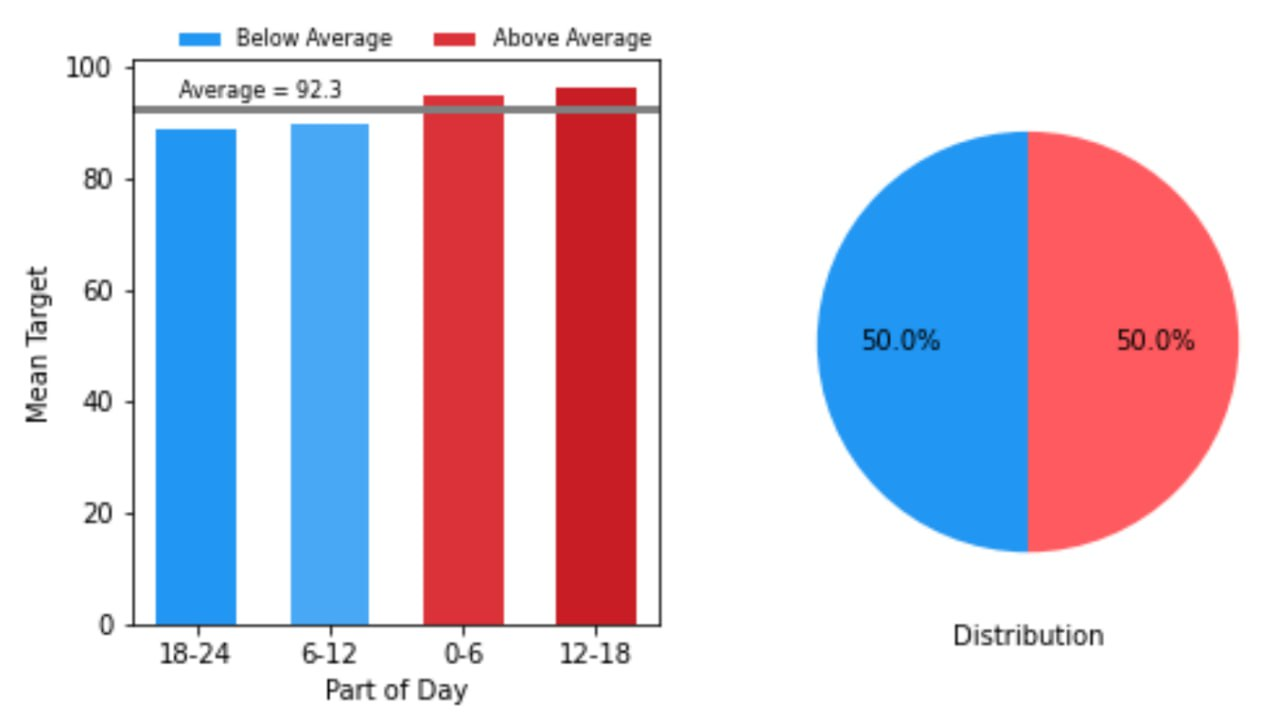 Below Average
Above Average
100
80
60
40
20
0
Mean Target
Average = 92.3
18-24
6-12
0-6
12-18
Part of Day
50.0%
50.0%
Distribution